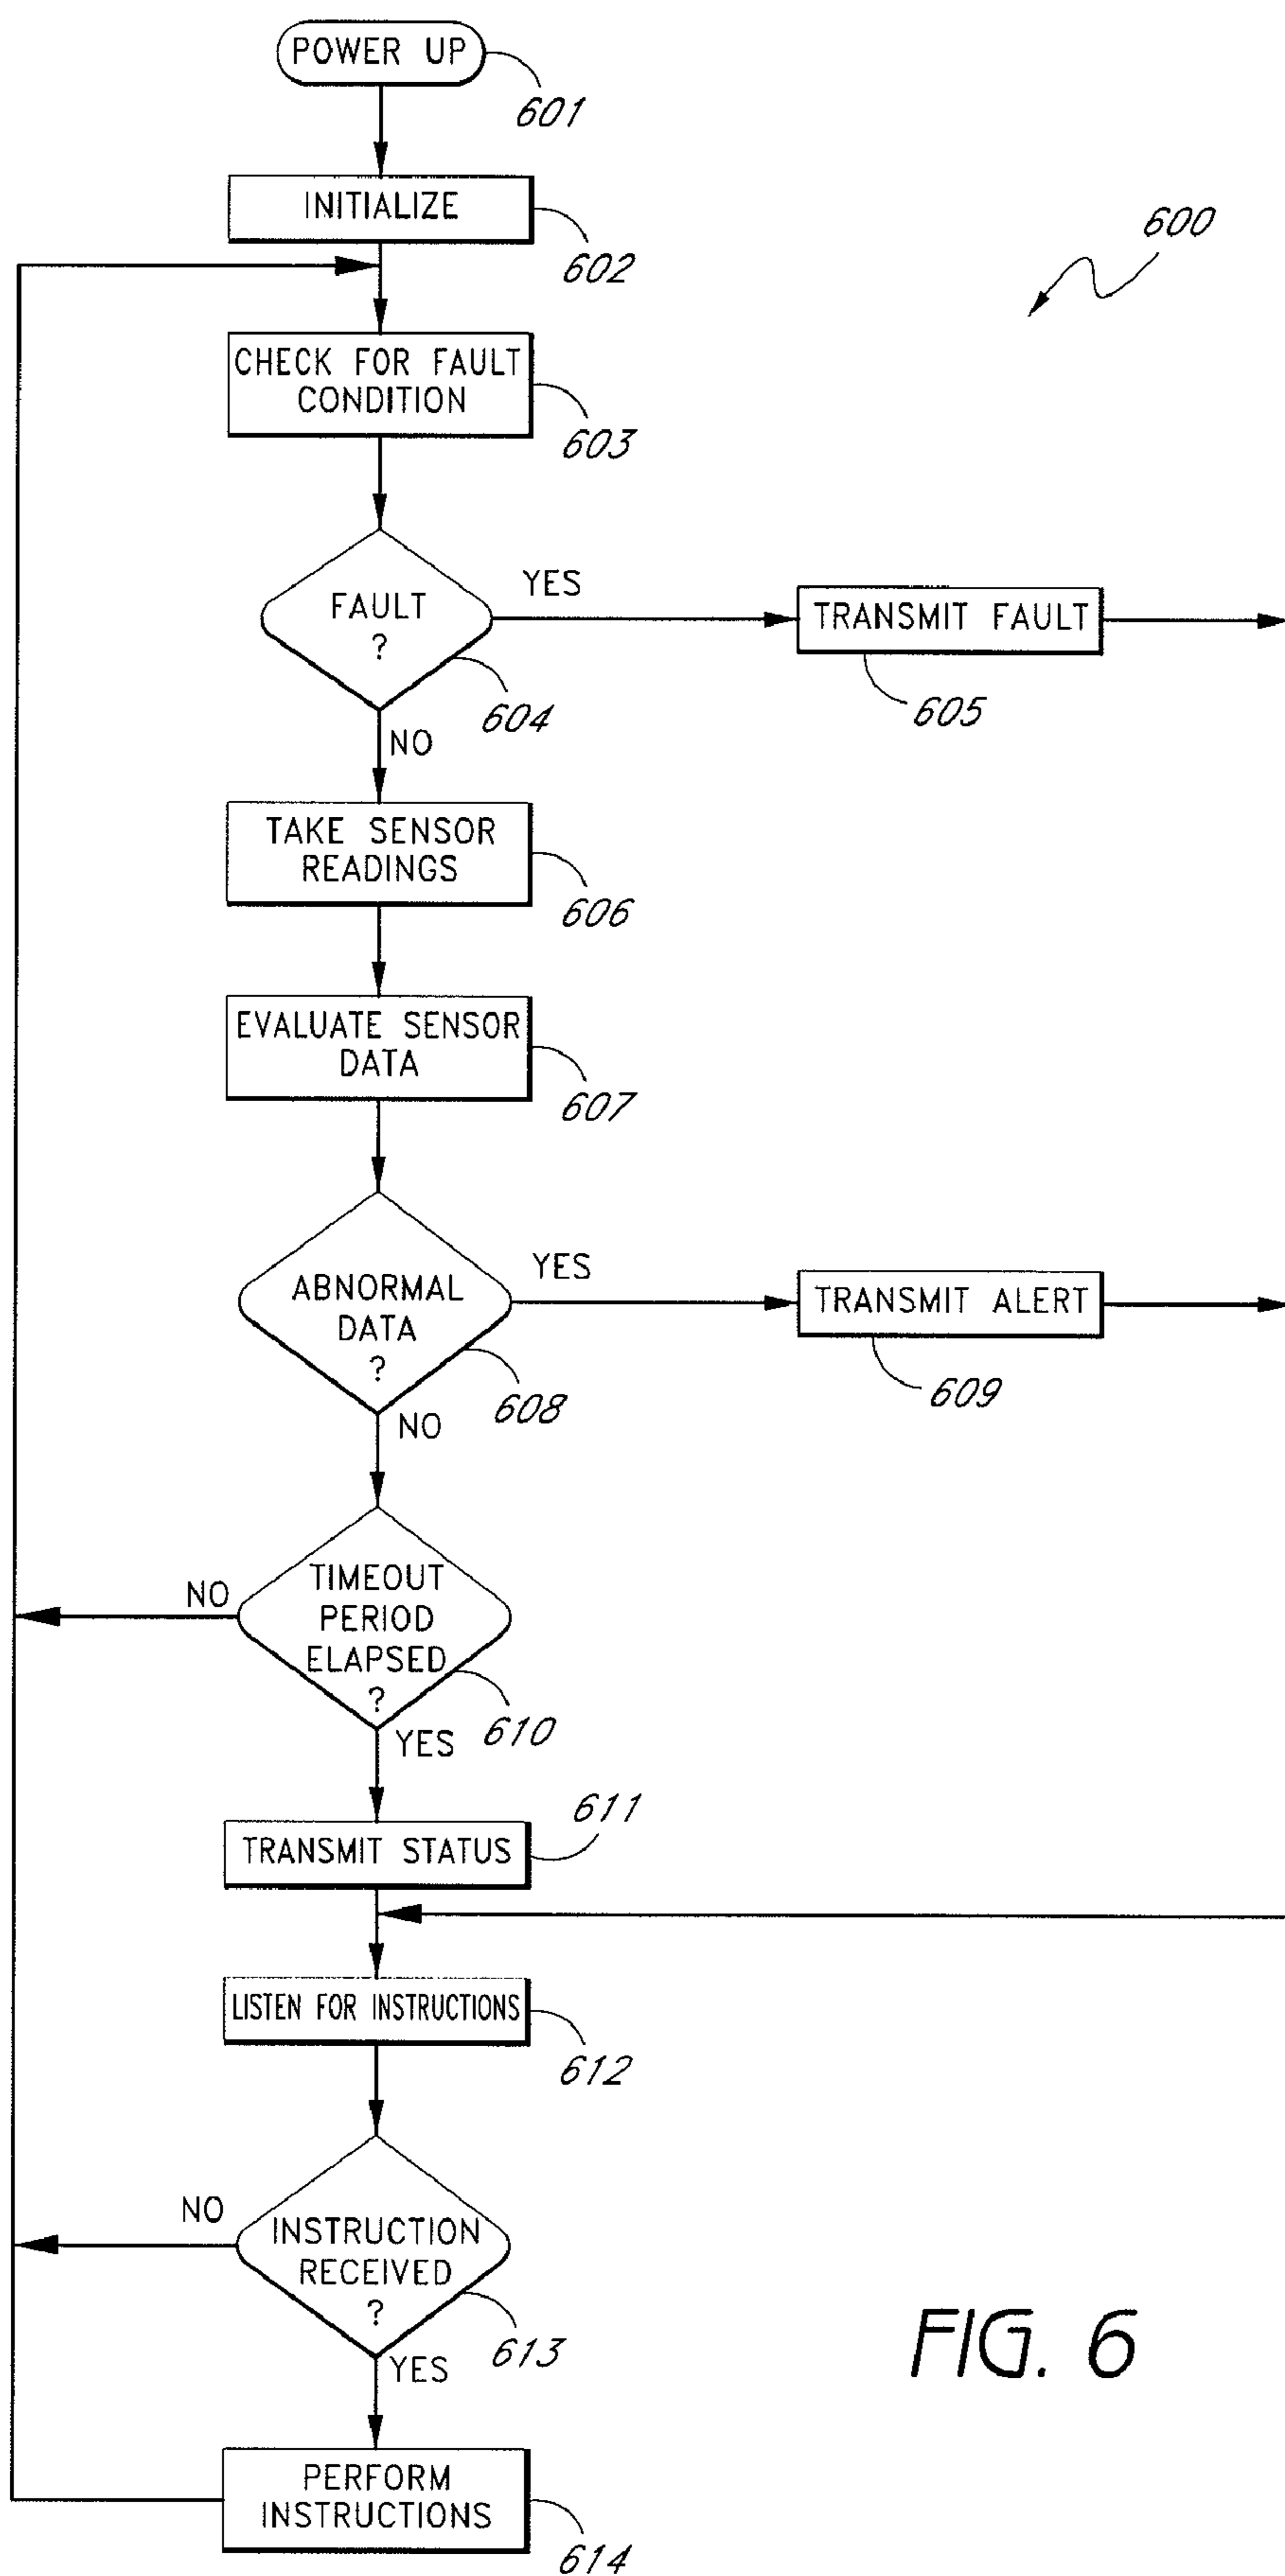 POWER UP
601
INITIALIZE
602
600
CHECK FOR FAULT
CONDITION
603
FAULT
?
604
YES
TRANSMIT FAULT
605
NO
TAKE SENSOR
READINGS
606
EVALUATE SENSOR
DATA
607
ABNORMAL
DATA
?
608
YES
TRANSMIT ALERT
609
NO
TIMEOUT
PERIOD
ELAPSED
?
610
NO
YES
TRANSMIT STATUS
611
LISTEN FOR INSTRUCTIONS
612
INSTRUCTION
RECEIVED
?
613
NO
YES
PERFORM
INSTRUCTIONS
614
FIG. 6